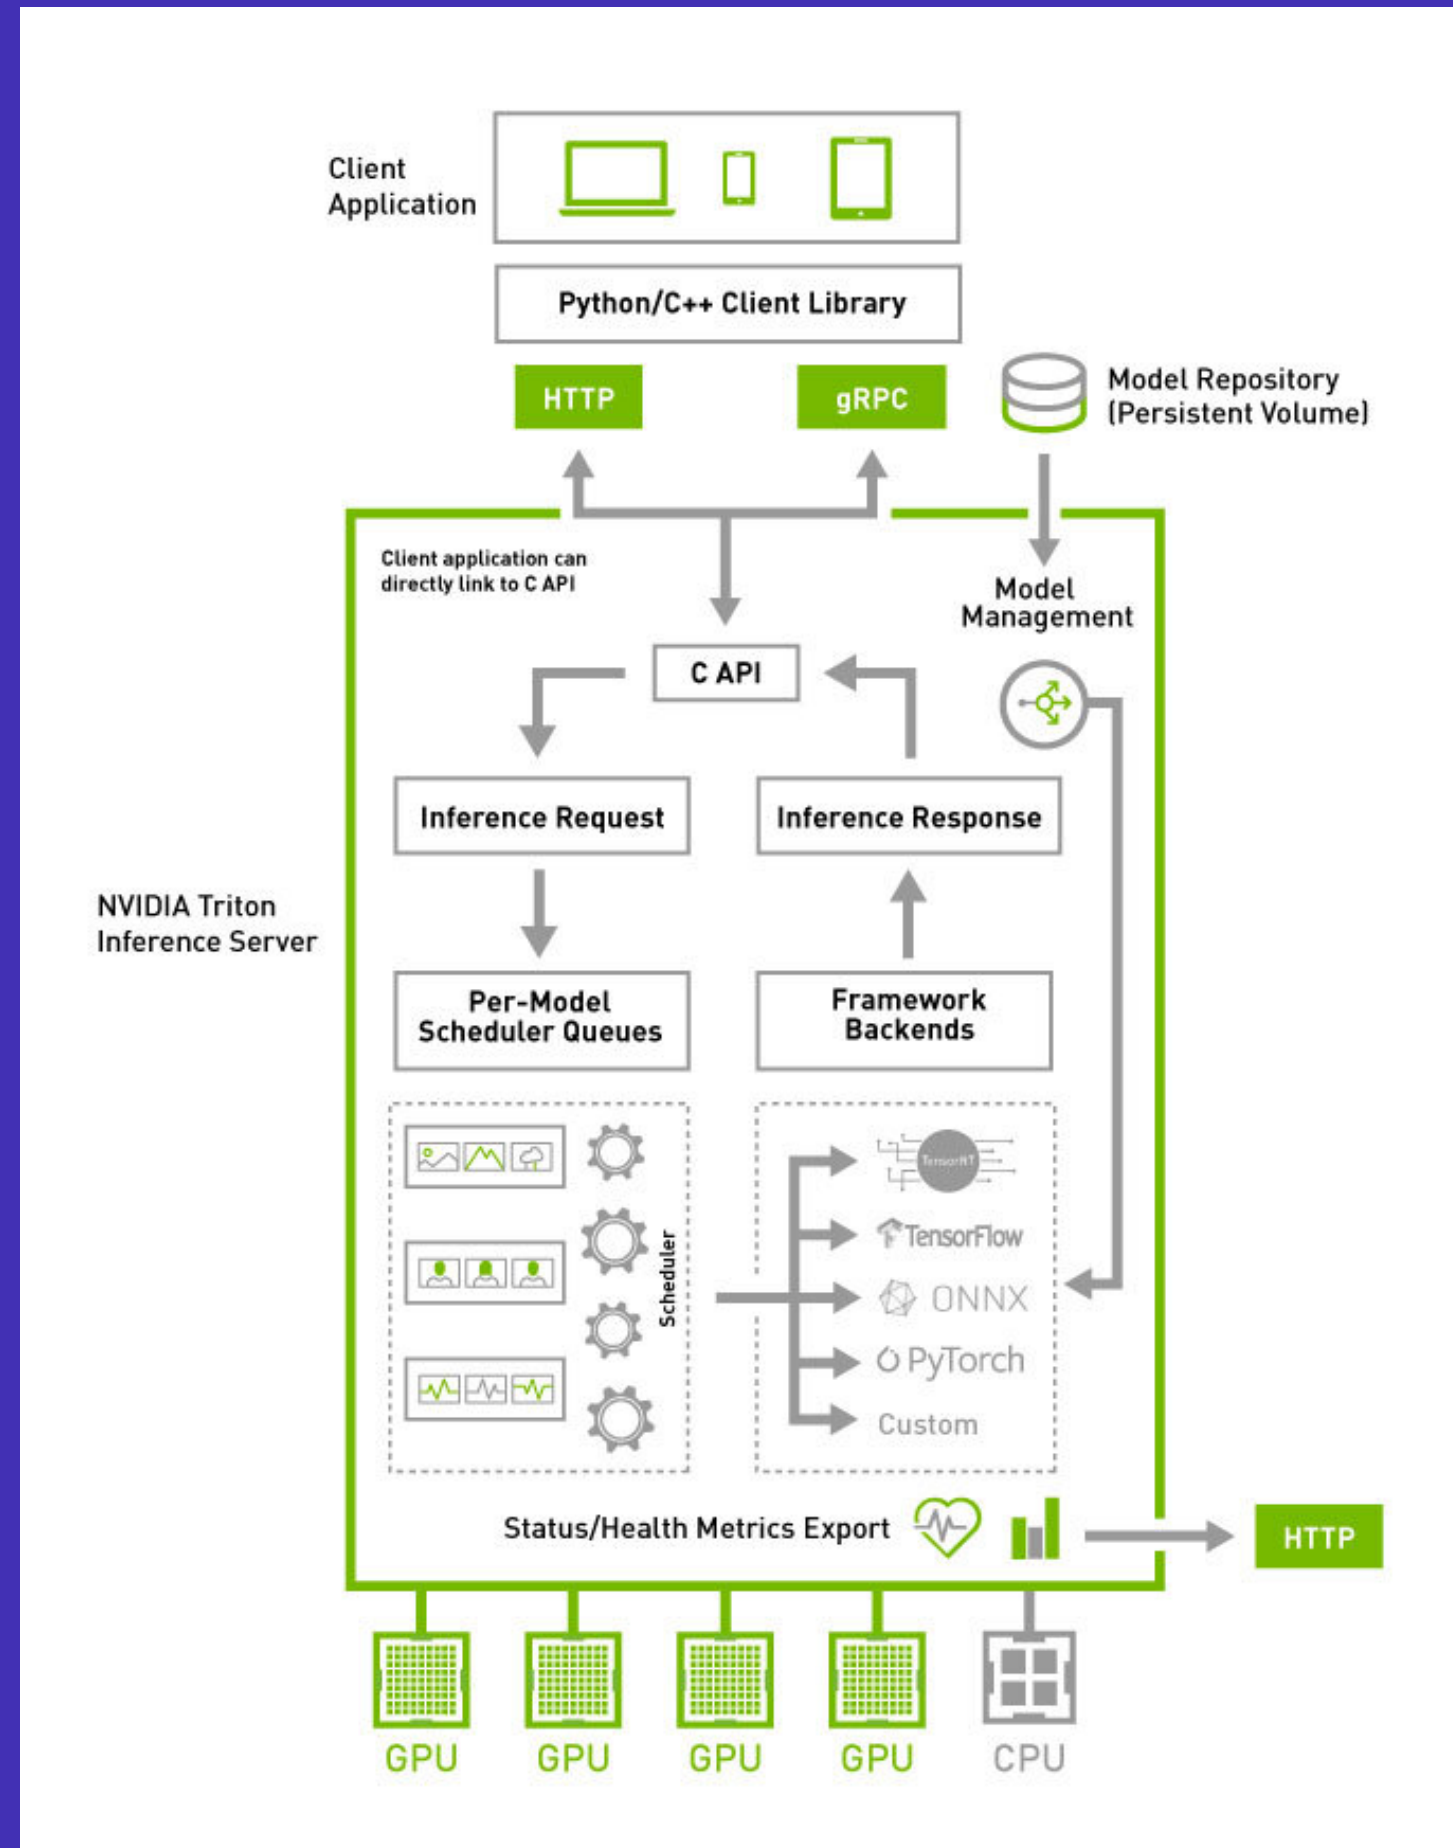 Client
Application
Python/C++ Client Library
HTTP
gRPC
Model Repository
(Persistent Volume)
Client application can
directly link to C API
Model
Management
C API
Inference Request
Inference Response
NVIDIA Triton
Inference Server
Per-Model
Scheduler Queues
Framework
Backends
Scheduler
TensorRT
TensorFlow
ONNX
PyTorch
Custom
Status/Health Metrics Export
HTTP
GPU
GPU
GPU
GPU
CPU